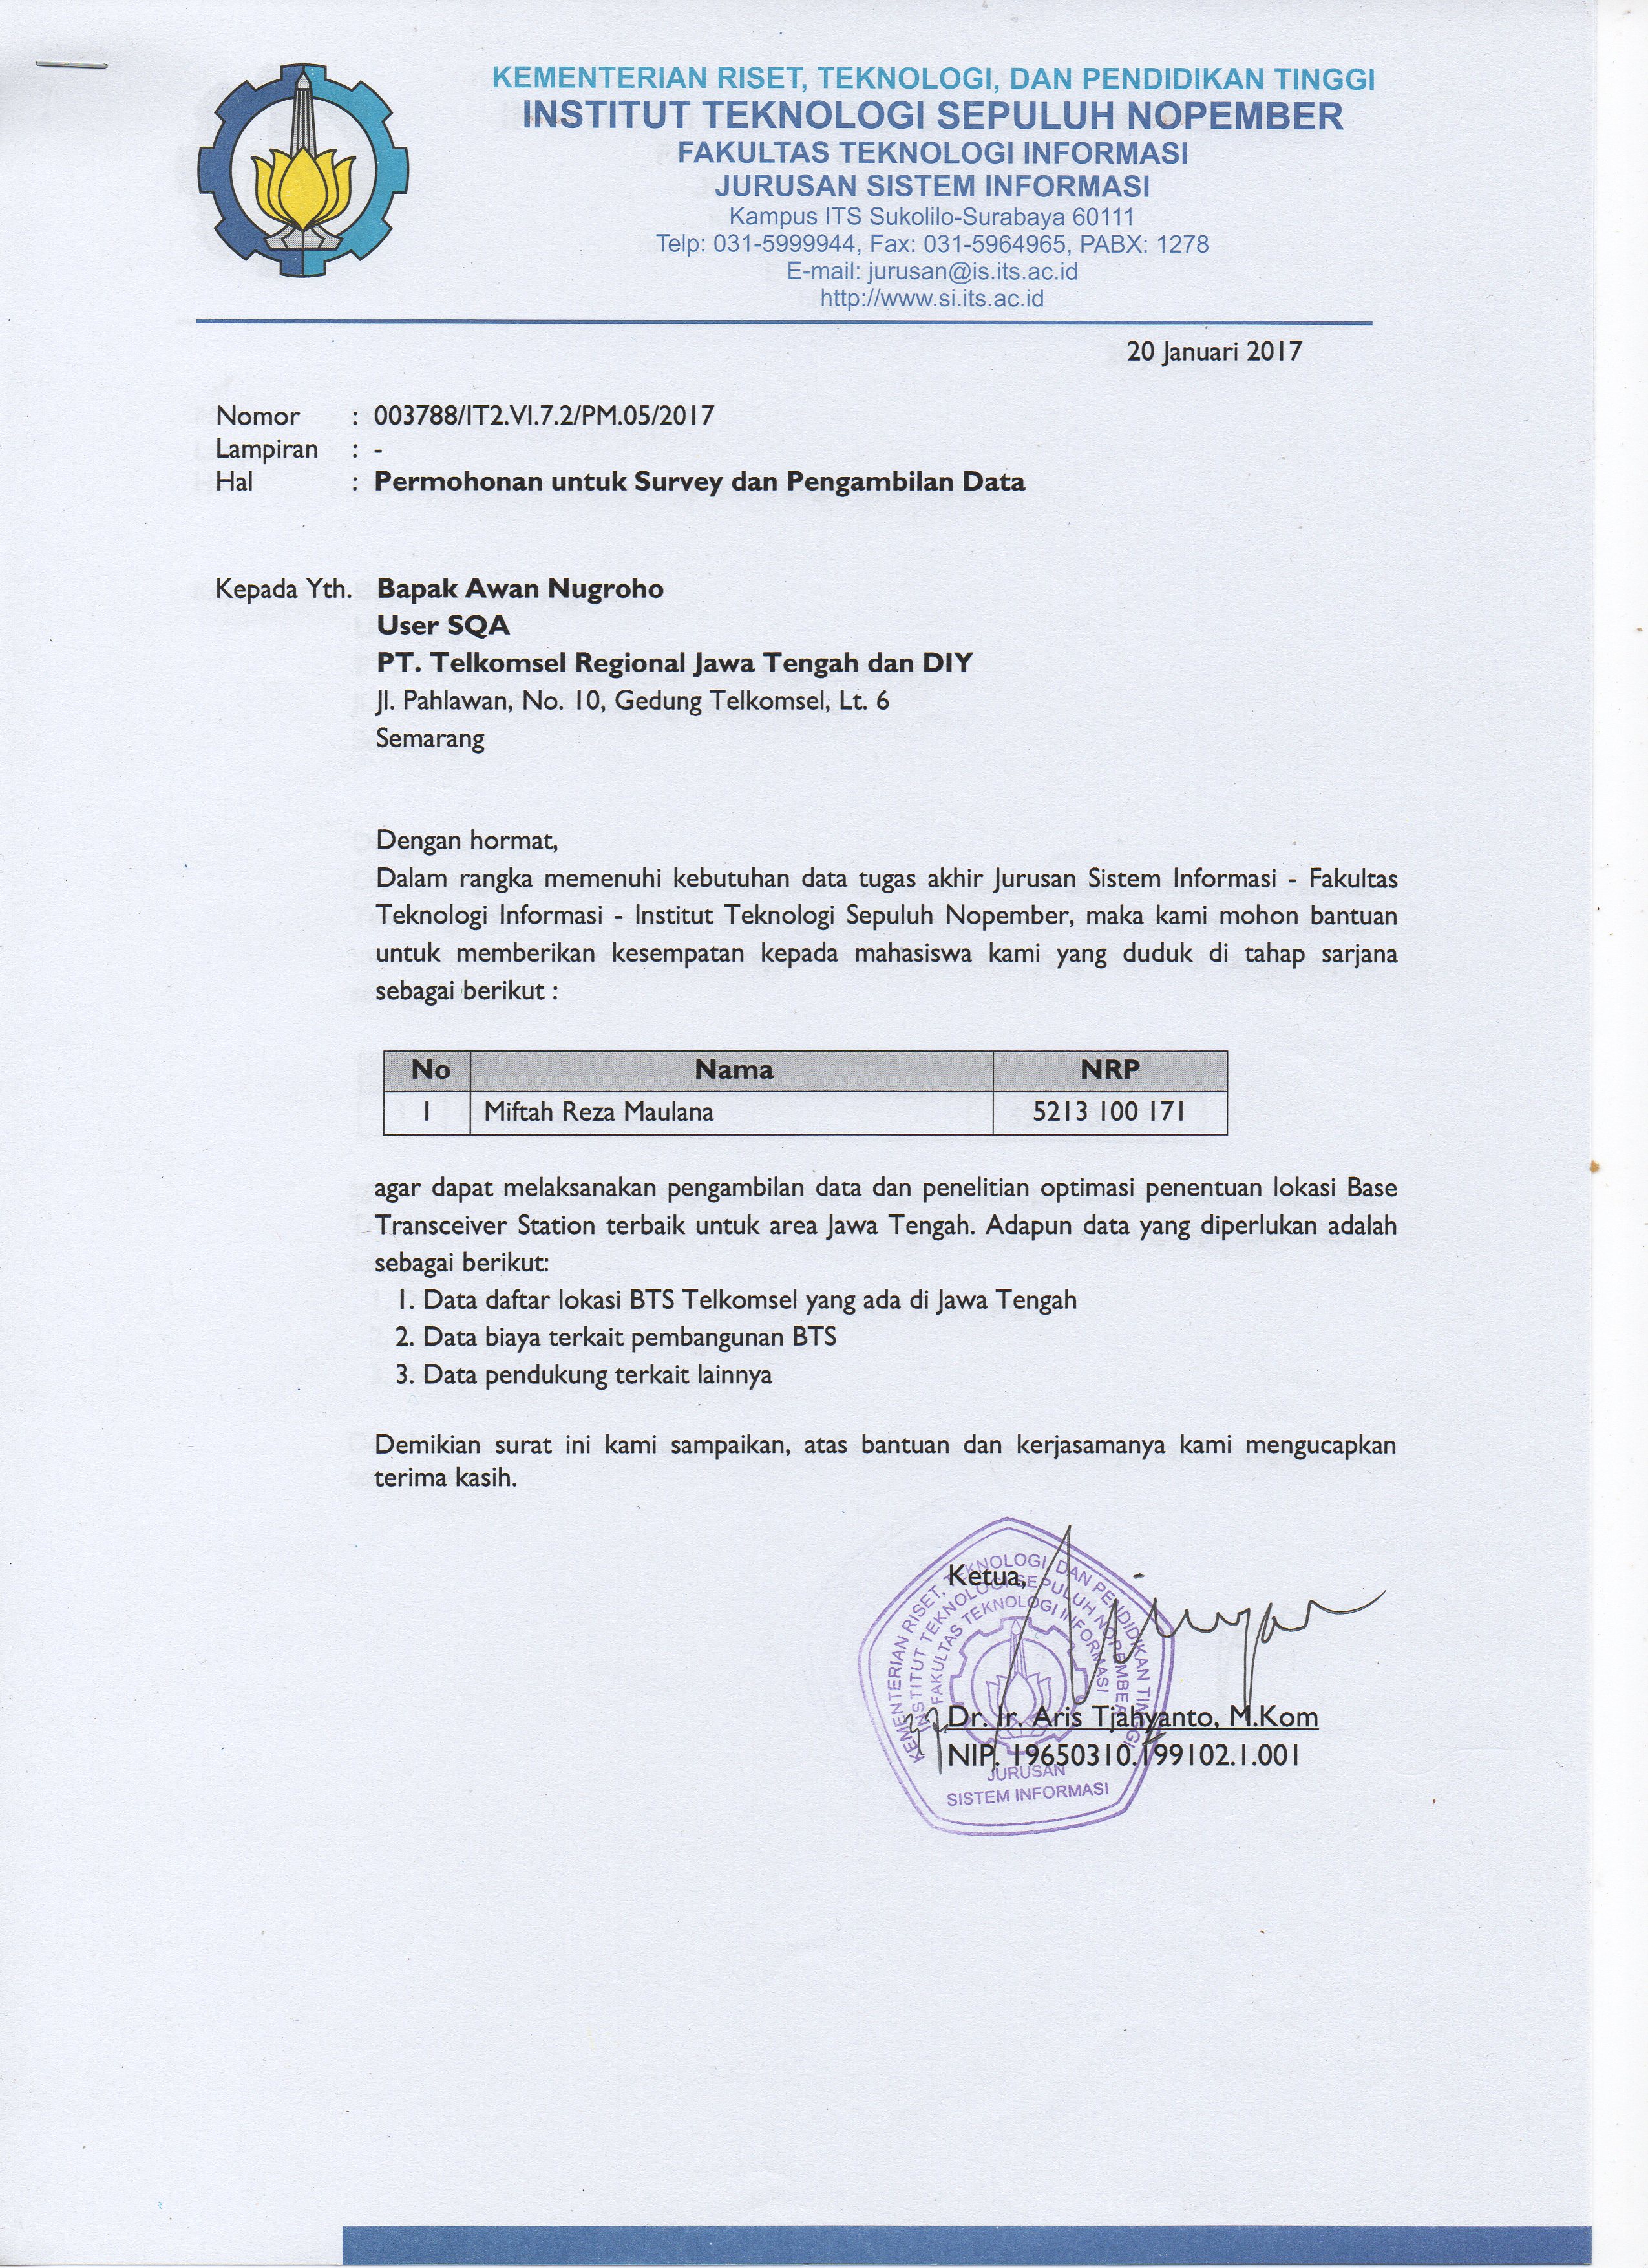 KEMENTERIAN RISET, TEKNOLOGI, DAN PENDIDIKAN TINGGI
INSTITUT TEKNOLOGI SEPULUH NOPEMBER
FAKULTAS TEKNOLOGI INFORMASI
JURUSAN SISTEM INFORMASI
Kampus ITS Sukolilo-Surabaya 60111
Telp: 031-5999944, Fax: 031-5964965, PABX: 1278
E-mail: jurusan@is.its.ac.id
http://www.si.its.ac.id
20 Januari 2017
Nomor : 003788/IT2.VI.7.2/PM.05/2017
Lampiran : -
Hal : Permohonan untuk Survey dan Pengambilan Data
Kepada Yth. Bapak Awan Nugroho
User SQA
PT. Telkomsel Regional Jawa Tengah dan DIY
Jl. Pahlawan, No. 10, Gedung Telkomsel, Lt. 6
Semarang
Dengan hormat,
Dalam rangka memenuhi kebutuhan data tugas akhir Jurusan Sistem Informasi - Fakultas
Teknologi Informasi - Institut Teknologi Sepuluh Nopember, maka kami mohon bantuan
untuk memberikan kesempatan kepada mahasiswa kami yang duduk di tahap sarjana
sebagai berikut :
No Nama NRP
1 Miftah Reza Maulana 5213 100 171
agar dapat melaksanakan pengambilan data dan penelitian optimasi penentuan lokasi Base
Transceiver Station terbaik untuk area Jawa Tengah. Adapun data yang diperlukan adalah
sebagai berikut:
1. Data daftar lokasi BTS Telkomsel yang ada di Jawa Tengah
2. Data biaya terkait pembangunan BTS
3. Data pendukung terkait lainnya
Demikian surat ini kami sampaikan, atas bantuan dan kerjasamanya kami mengucapkan
terima kasih.
Ketua,
KEMENTERIAN RISET, TEKNOLOGI, DAN PENDIDIKAN TINGGI
INSTITUT TEKNOLOGI SEPULUH NOPEMBER
FAKULTAS TEKNOLOGI INFORMASI
JURUSAN
SISTEM INFORMASI
Dr. Ir. Aris Tjahyanto, M.Kom
NIP. 19650310.199102.1.001